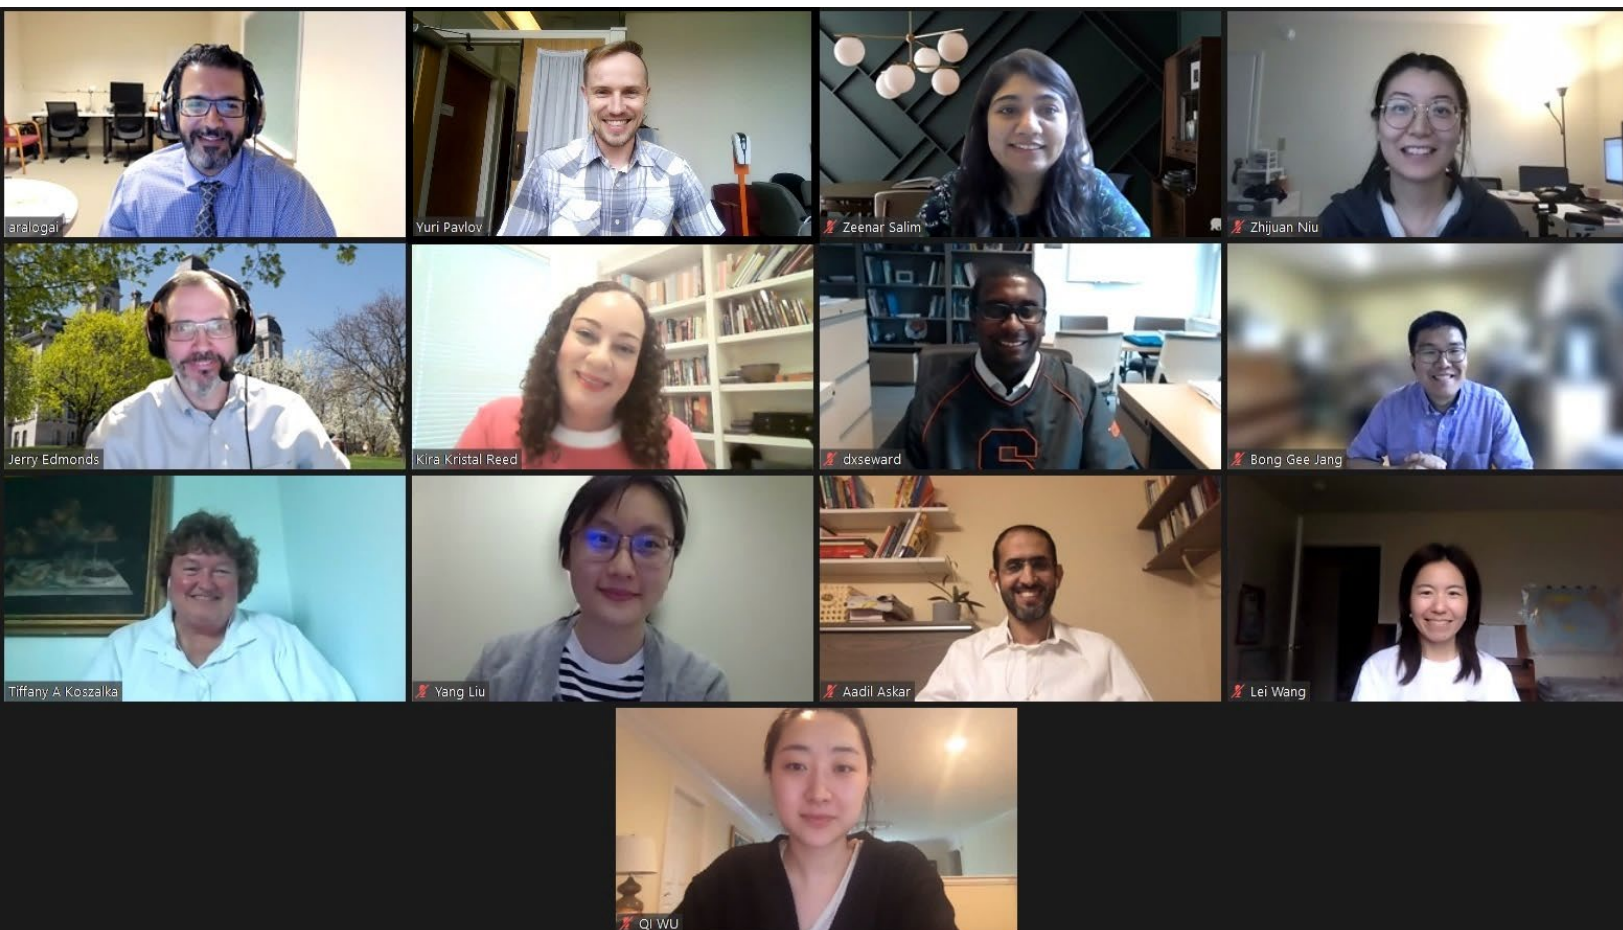 aralogai
Yuri Pavlov
Zeenar Salim
Zhijuan Niu
Jerry Edmonds
Kira Kristal Reed
dxseward
Bong Gee Jang
Tiffany A Koszalka
Yang Liu
Aadil Askar
Lei Wang
QI WU